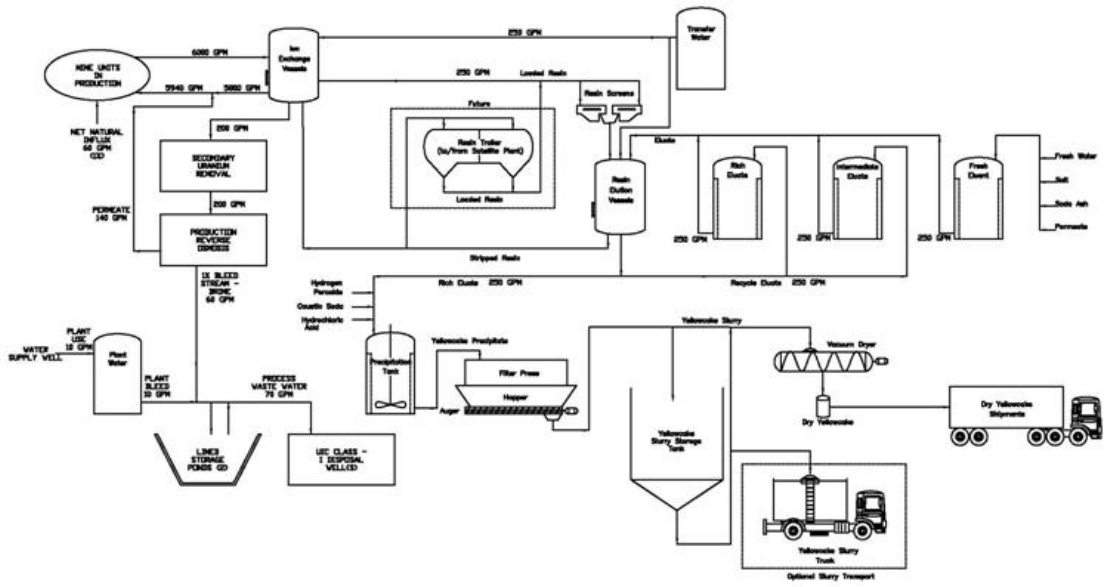 250 GPM
Transfer
Water
6000 GPM
Ion
Exchange
Vessels
MINE UNITS
IN
PRODUCTION
5940 GPM
5800 GPM
250 GPM
Loaded Resin
Resin Screens
NET NATURAL
INFLUX
60 GPM
(1%)
200 GPM
Future
Resin Trailer
(to/from Satellite Plant)
Loaded Resin
SECONDARY
URANIUM
REMOVAL
200 GPM
PERMEATE
140 GPM
PRODUCTION
REVERSE
OSMOSIS
Stripped Resin
Resin
Elution
Vessels
Eluate
Rich
Eluate
Intermediate
Eluate
Fresh
Eluent
Fresh Water
Salt
Soda Ash
Permeate
250 GPM
250 GPM
250 GPM
1% BLEED
STREAM -
BRINE
60 GPM
Rich Eluate
250 GPM
Recycle Eluate
250 GPM
Hydrogen
Peroxide
Caustic Soda
Hydrochloric
Acid
PLANT
USE
10 GPM
WATER
SUPPLY WELL
Plant
Water
PLANT
BLEED
10 GPM
PROCESS
WASTE WATER
70 GPM
LINED
STORAGE
PONDS (2)
UIC CLASS -
I DISPOSAL
WELL(S)
Precipitation
Tank
Yellowcake Precipitate
Filter Press
Hopper
Auger
Yellowcake Slurry
Yellowcake
Slurry Storage
Tank
Vacuum Dryer
Dry Yellowcake
Dry Yellowcake
Shipments
Yellowcake Slurry
Truck
Optional Slurry Transport